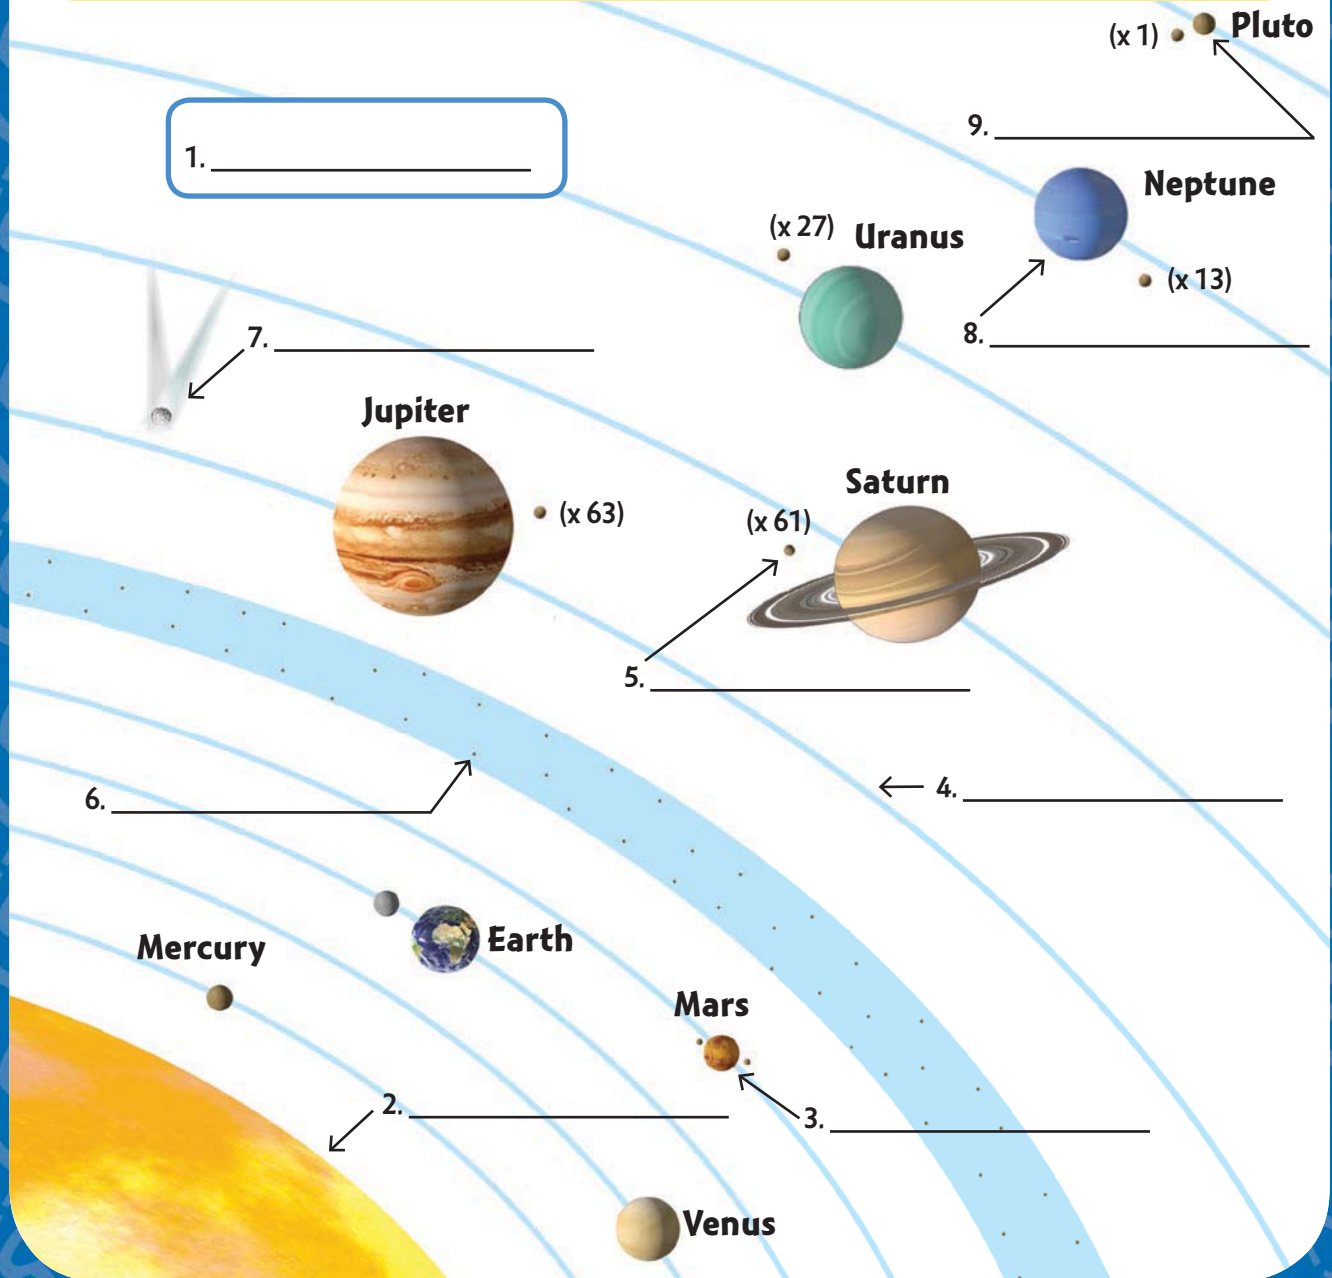 (x 1) Pluto
9.
1.
Neptune
(x 27) Uranus
(x 13)
8.
7.
Jupiter
Saturn
(x 63)
(x 61)
5.
4.
6.
Earth
Mercury
Mars
2.
3.
Venus